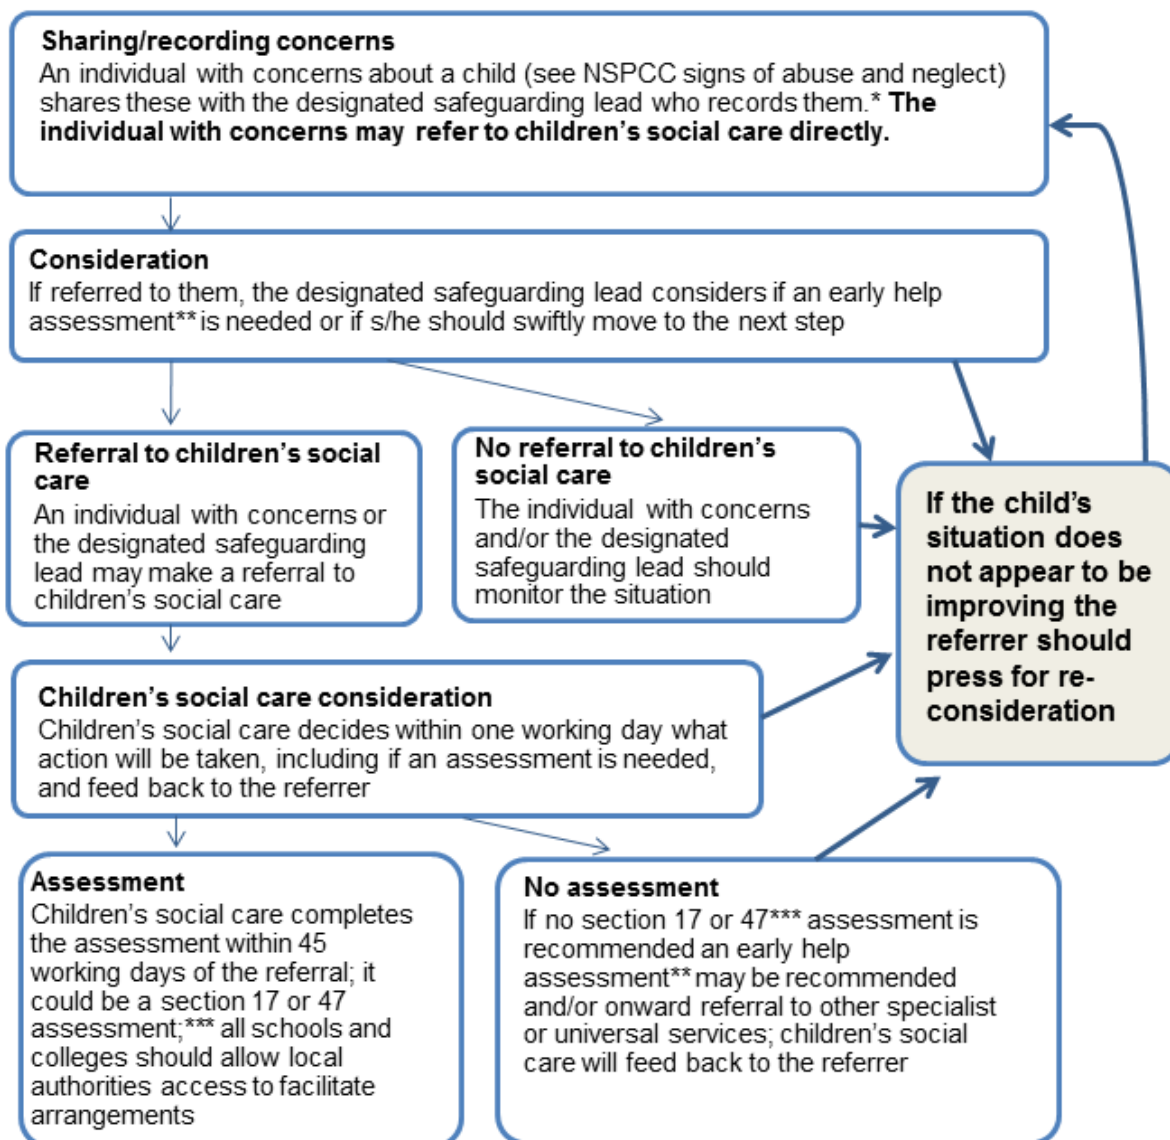 Sharing/recording concerns
An individual with concerns about a child (see NSPCC signs of abuse and neglect)
shares these with the designated safeguarding lead who records them.* The
individual with concerns may refer to children's social care directly.
Consideration
If referred to them, the designated safeguarding lead considers if an early help
assessment** is needed or if s/he should swiftly move to the next step
Referral to children's social
care
An individual with concerns or
the designated safeguarding
lead may make a referral to
children's social care
No referral to children's
social care
The individual with concerns
and/or the designated
safeguarding lead should
monitor the situation
If the child's
situation does
not appear to be
improving the
referrer should
press for re-
consideration
Children's social care consideration
Children's social care decides within one working day what
action will be taken, including if an assessment is needed,
and feed back to the referrer
Assessment
Children's social care completes
the assessment within 45
working days of the referral; it
could be a section 17 or 47
assessment;*** all schools and
colleges should allow local
authorities access to facilitate
arrangements
No assessment
If no section 17 or 47*** assessment is
recommended an early help
assessment** may be recommended
and/or onward referral to other specialist
or universal services; children's social
care will feed back to the referrer